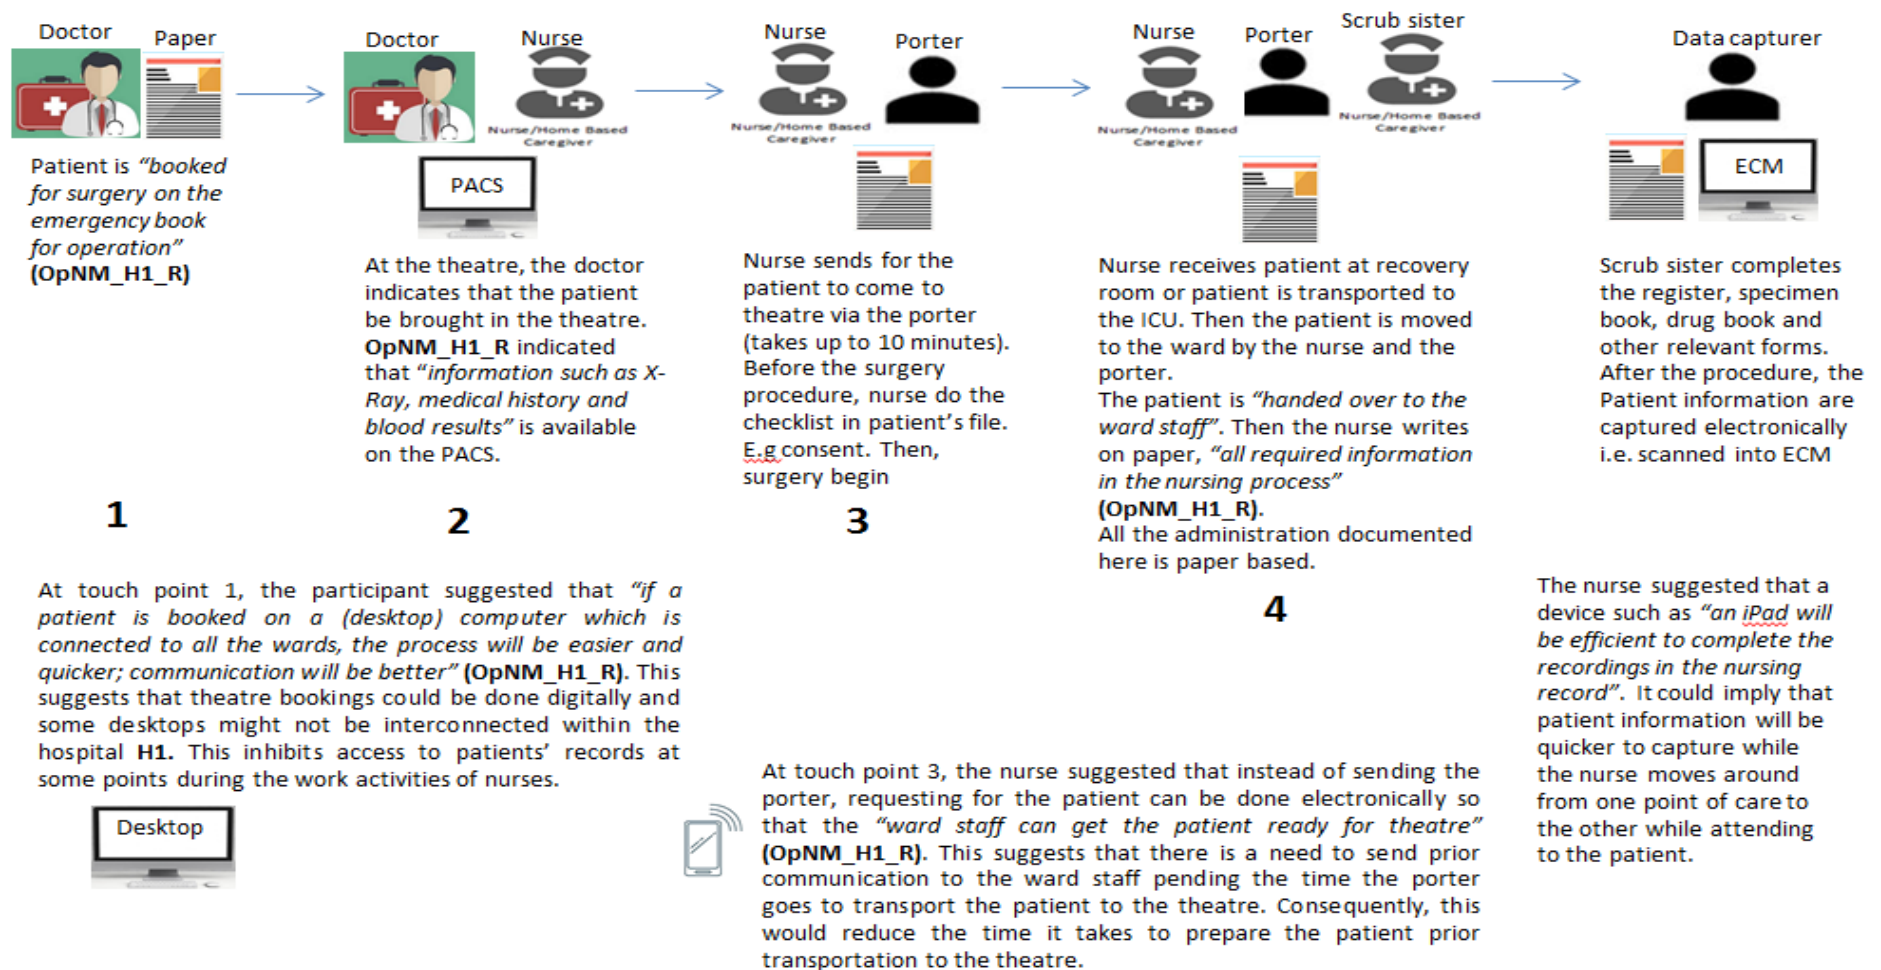 Doctor
Paper
Patient is “booked
for surgery on the
emergency book
for operation”
(OpNM_H1_R)
1
Doctor
Nurse
Nurse/Home Based
Caregiver
PACS
At the theatre, the doctor
indicates that the patient
be brought in the theatre.
OpNM_H1_R indicated
that “information such as X-
Ray, medical history and
blood results” is available
on the PACS.
2
Nurse
Nurse/Home Based
Caregiver
Porter
Nurse sends for the
patient to come to
theatre via the porter
(takes up to 10 minutes).
Before the surgery
procedure, nurse do the
checklist in patient’s file.
E.g consent. Then,
surgery begin
3
Nurse
Nurse/Home Based
Caregiver
Porter
Scrub sister
Nurse/Home Based
Caregiver
Nurse receives patient at recovery
room or patient is transported to
the ICU. Then the patient is moved
to the ward by the nurse and the
porter.
The patient is “handed over to the
ward staff”. Then the nurse writes
on paper, “all required information
in the nursing process”
(OpNM_H1_R).
All the administration documented
here is paper based.
4
Data capturer
ECM
Scrub sister completes
the register, specimen
book, drug book and
other relevant forms.
After the procedure, the
Patient information are
captured electronically
i.e. scanned into ECM
At touch point 1, the participant suggested that “if a
patient is booked on a (desktop) computer which is
connected to all the wards, the process will be easier and
quicker; communication will be better” (OpNM_H1_R). This
suggests that theatre bookings could be done digitally and
some desktops might not be interconnected within the
hospital H1. This inhibits access to patients’ records at
some points during the work activities of nurses.
Desktop
At touch point 3, the nurse suggested that instead of sending the
porter, requesting for the patient can be done electronically so
that the “ward staff can get the patient ready for theatre”
(OpNM_H1_R). This suggests that there is a need to send prior
communication to the ward staff pending the time the porter
goes to transport the patient to the theatre. Consequently, this
would reduce the time it takes to prepare the patient prior
transportation to the theatre.
The nurse suggested that a
device such as “an iPad will
be efficient to complete the
recordings in the nursing
record”. It could imply that
patient information will be
quicker to capture while
the nurse moves around
from one point of care to
the other while attending
to the patient.